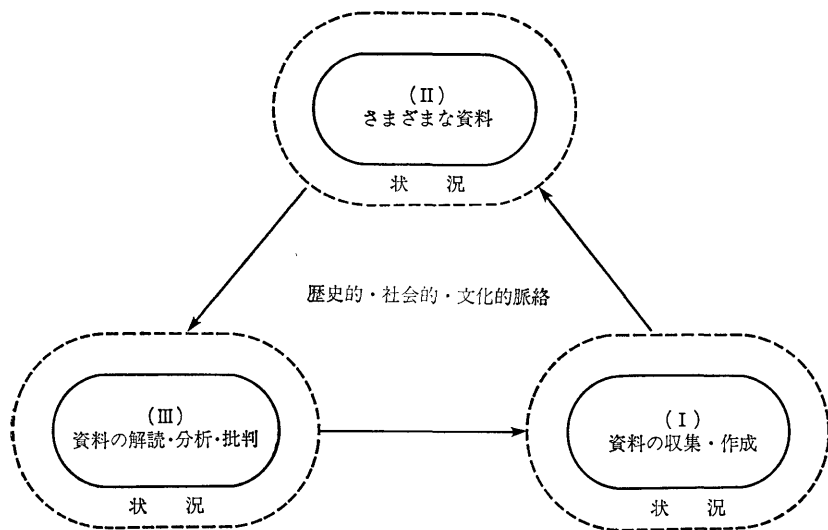 (Ⅱ)
さまざまな資料
状　況
歴史的・社会的・文化的脈絡
(Ⅲ)
資料の解読・分析・批判
状　況
(Ⅰ)
資料の収集・作成
状　況